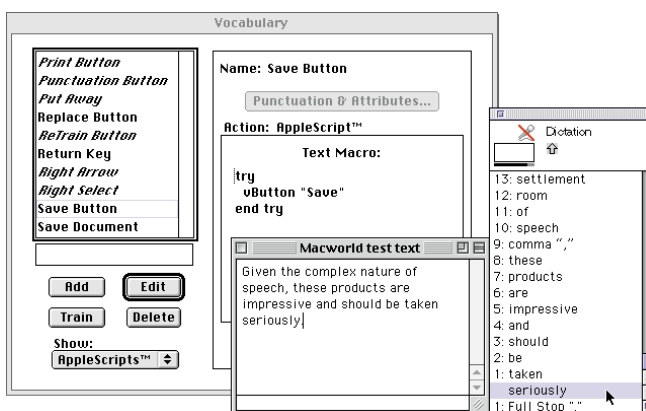 Vocabulary
Print Button
Punctuation Button
Put Away
Replace Button
ReTrain Button
Return Key
Right Arrow
Right Select
Save Button
Save Document
Add
Edit
Train
Delete
Show:
AppleScripts™
Name: Save Button
Punctuation & Attributes...
Action: AppleScript™
Text Macro:
try
vButton "Save"
end try
Macworld test text
Given the complex nature of
speech, these products are
impressive and should be taken
seriously.
Dictation
13: settlement
12: room
11: of
10: speech
9: comma ","
8: these
7: products
6: are
5: impressive
4: and
3: should
2: be
1: taken
seriously
1: Full Stop "."